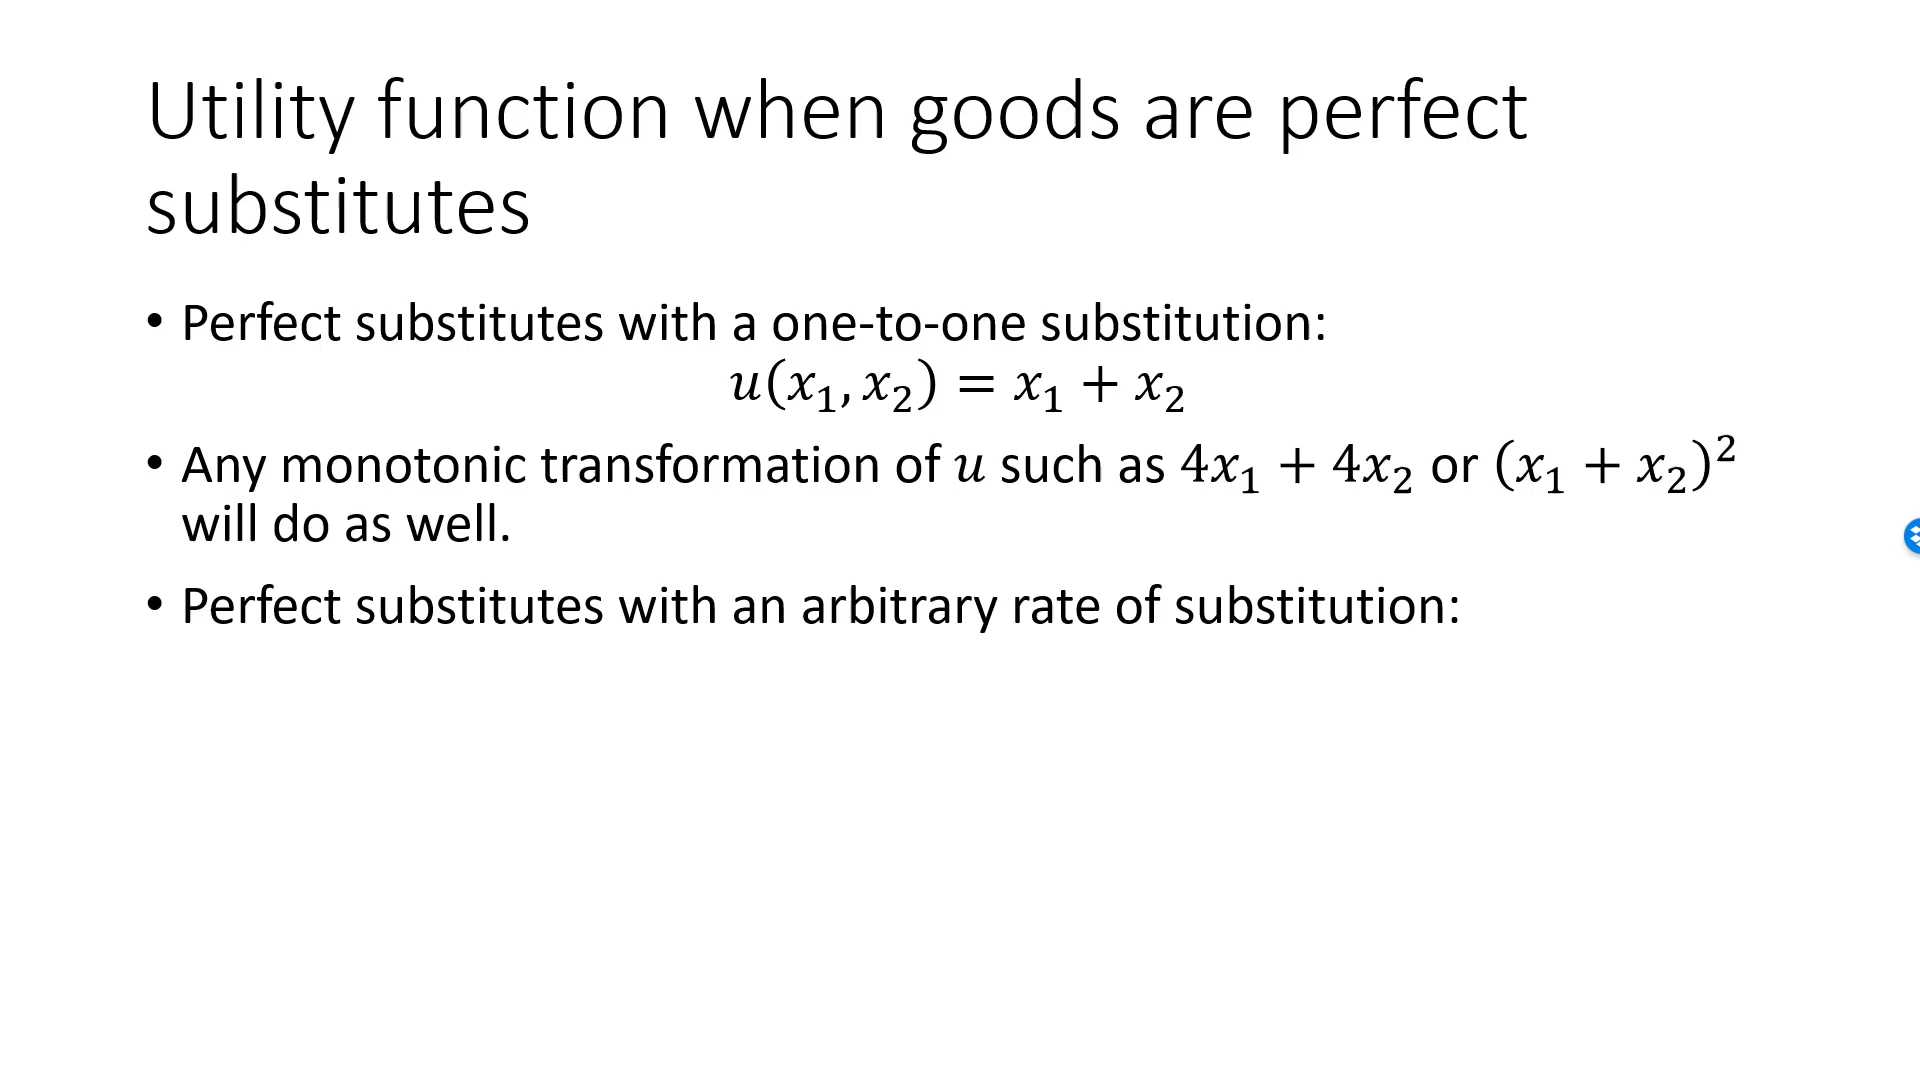 Utility function when goods are perfect
substitutes
• Perfect substitutes with a one-to-one substitution:
𝑢(𝑥₁, 𝑥₂) = 𝑥₁ + 𝑥₂
• Any monotonic transformation of 𝑢 such as 4𝑥₁ + 4𝑥₂ or (𝑥₁ + 𝑥₂)²
will do as well.
• Perfect substitutes with an arbitrary rate of substitution: